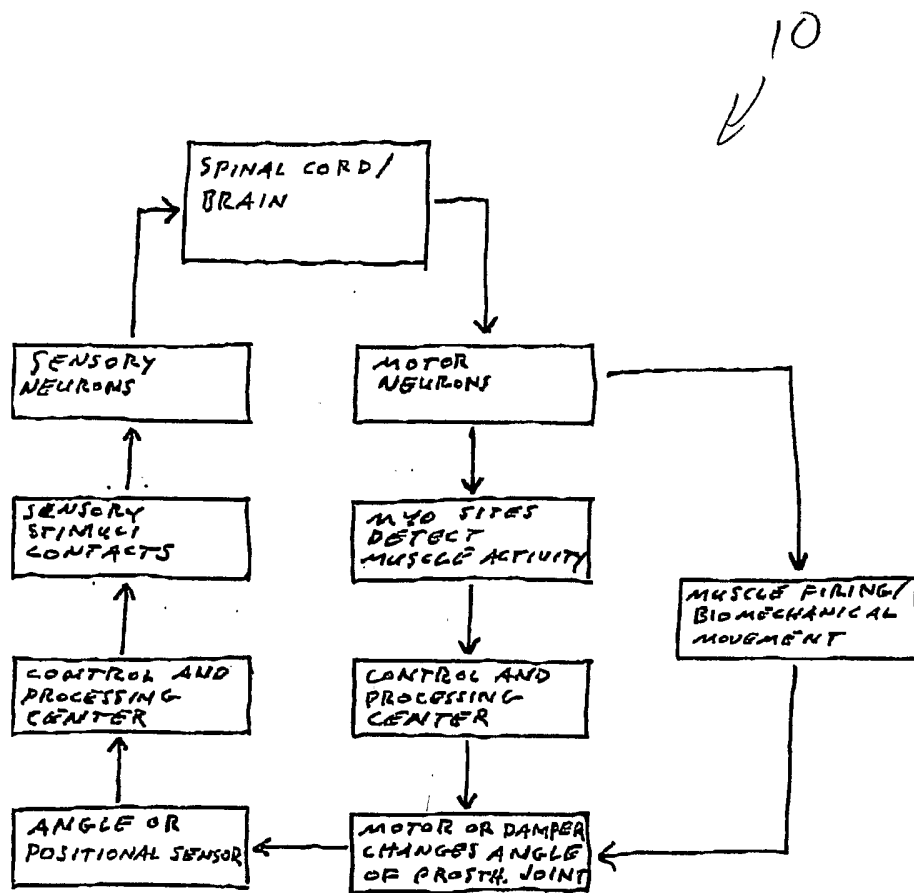 10
SPINAL CORD/
BRAIN
SENSORY
NEURONS
MOTOR
NEURONS
SENSORY
STIMULI
CONTACTS
MYO SITES
DETECT
MUSCLE ACTIVITY
MUSCLE FIRING/
BIOMECHANICAL
MOVEMENT
CONTROL AND
PROCESSING
CENTER
CONTROL AND
PROCESSING
CENTER
ANGLE OR
POSITIONAL SENSOR
MOTOR OR DAMPER
CHANGES ANGLE
OF PROSTH. JOINT